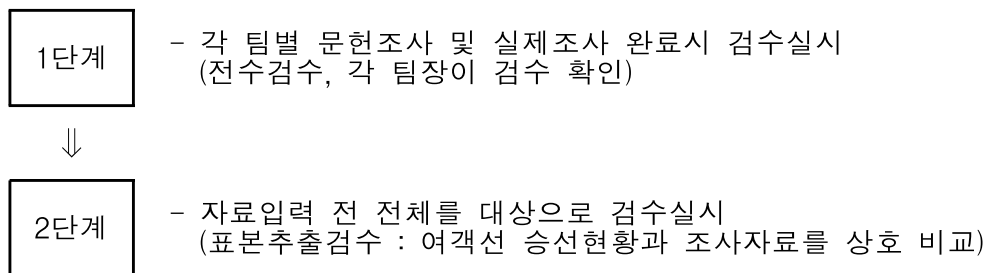 1단계
- 각 팀별 문헌조사 및 실제조사 완료시 검수실시
(전수검수, 각 팀장이 검수 확인)
⇓
2단계
- 자료입력 전 전체를 대상으로 검수실시
(표본추출검수 : 여객선 승선현황과 조사자료를 상호 비교)